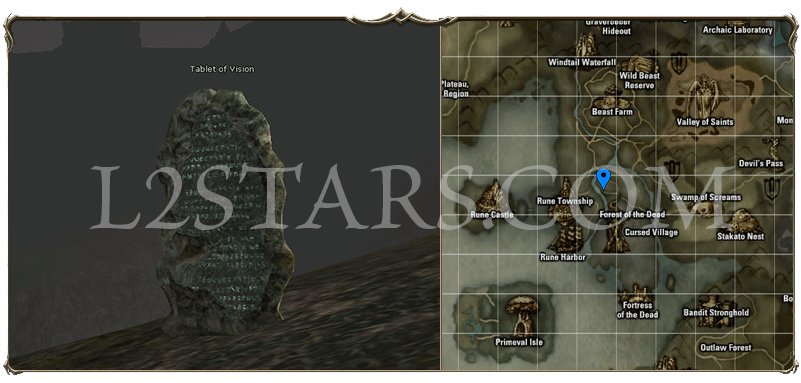 Tablet of Vision
L2STARS.COM
Graverobber
Hideout
Archaic Laboratory
Windtail Waterfall
Wild Beast
Reserve
Plateau,
Region
Beast Farm
Valley of Saints
Mon
Devil's Pass
Swamp of Screams
Rune Township
Rune Castle
Forest of the Dead
Cursed Village
Stakato Nest
Rune Harbor
Fortress
of the Dead
Bandit Stronghold
Bo
Primeval Isle
Outlaw Forest